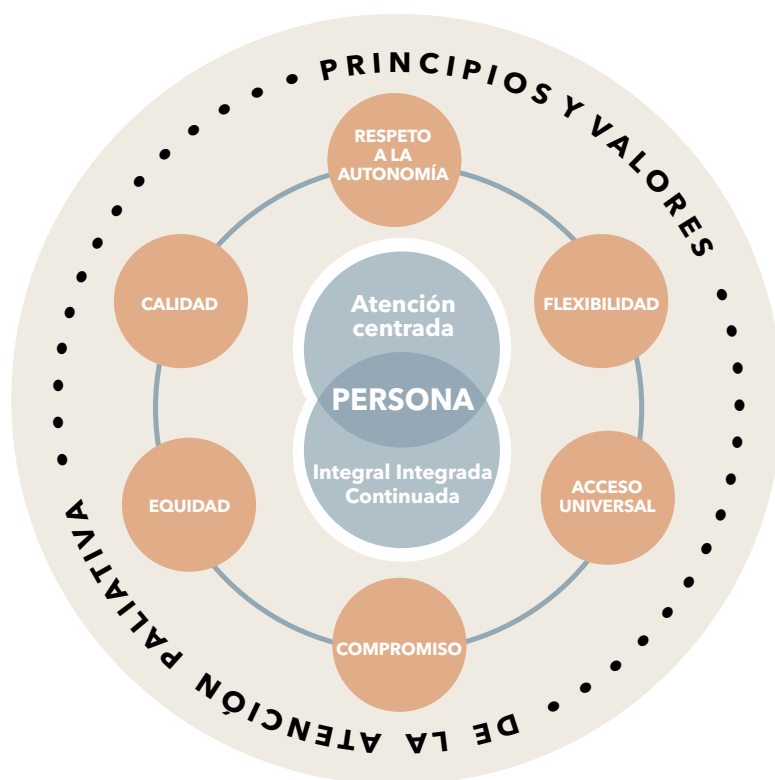 PRINCIPIOS Y VALORES
DE LA ATENCIÓN PALIATIVA
RESPETO
A LA
AUTONOMÍA
FLEXIBILIDAD
ACCESO
UNIVERSAL
COMPROMISO
EQUIDAD
CALIDAD
Atención
centrada
PERSONA
Integral Integrada
Continuada